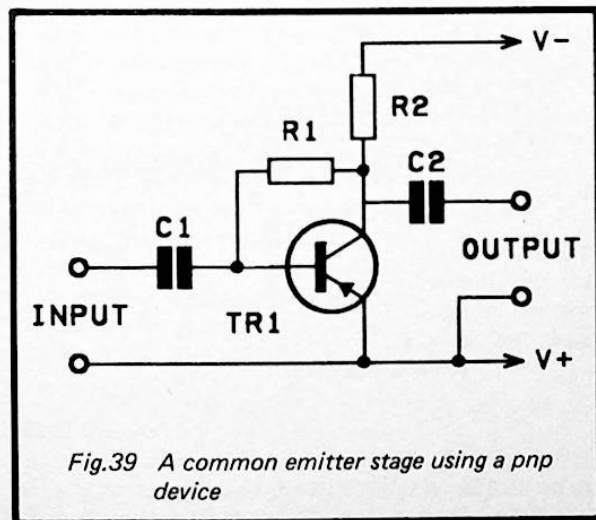 V-
R2
R1
C2
C1
OUTPUT
INPUT
TR1
V+
Fig.39 A common emitter stage using a pnp
device